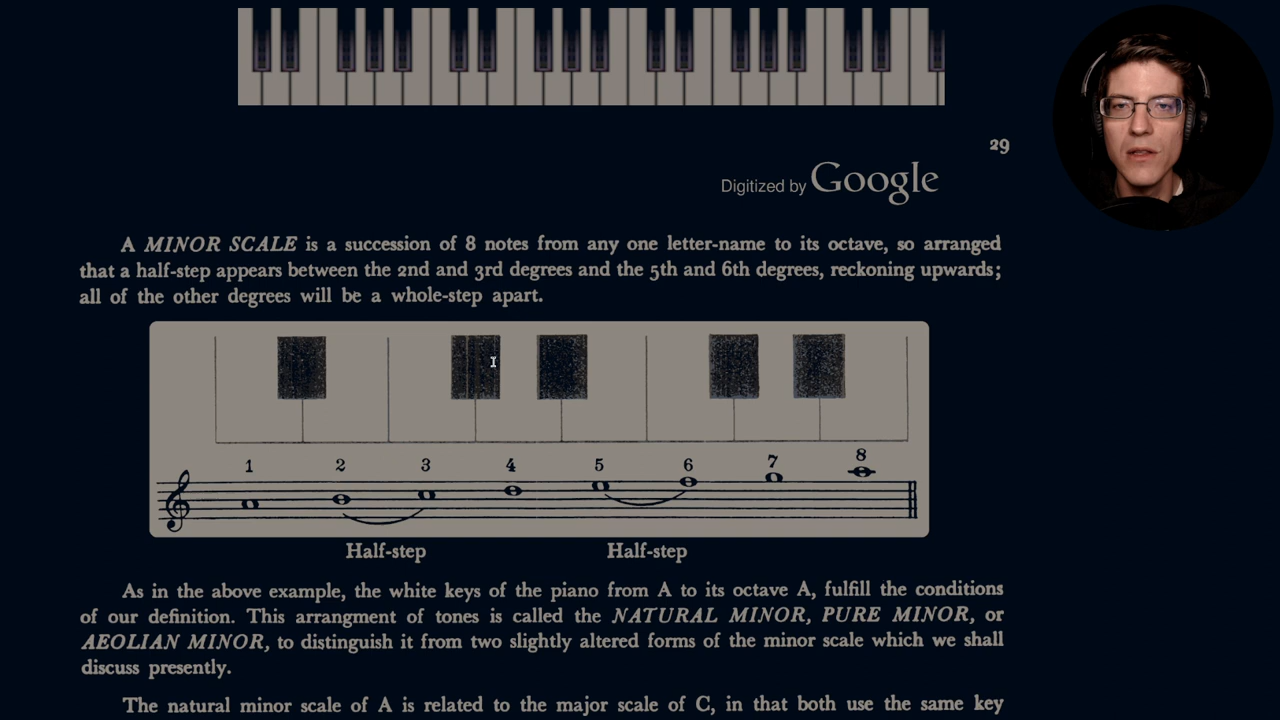 29
Digitized by Google
A MINOR SCALE is a succession of 8 notes from any one letter-name to its octave, so arranged
that a half-step appears between the 2nd and 3rd degrees and the 5th and 6th degrees, reckoning upwards;
all of the other degrees will be a whole-step apart.
1 2 3 4 5 6 7 8
Half-step Half-step
As in the above example, the white keys of the piano from A to its octave A, fulfill the conditions
of our definition. This arrangment of tones is called the NATURAL MINOR, PURE MINOR, or
AEOLIAN MINOR, to distinguish it from two slightly altered forms of the minor scale which we shall
discuss presently.
The natural minor scale of A is related to the major scale of C, in that both use the same key